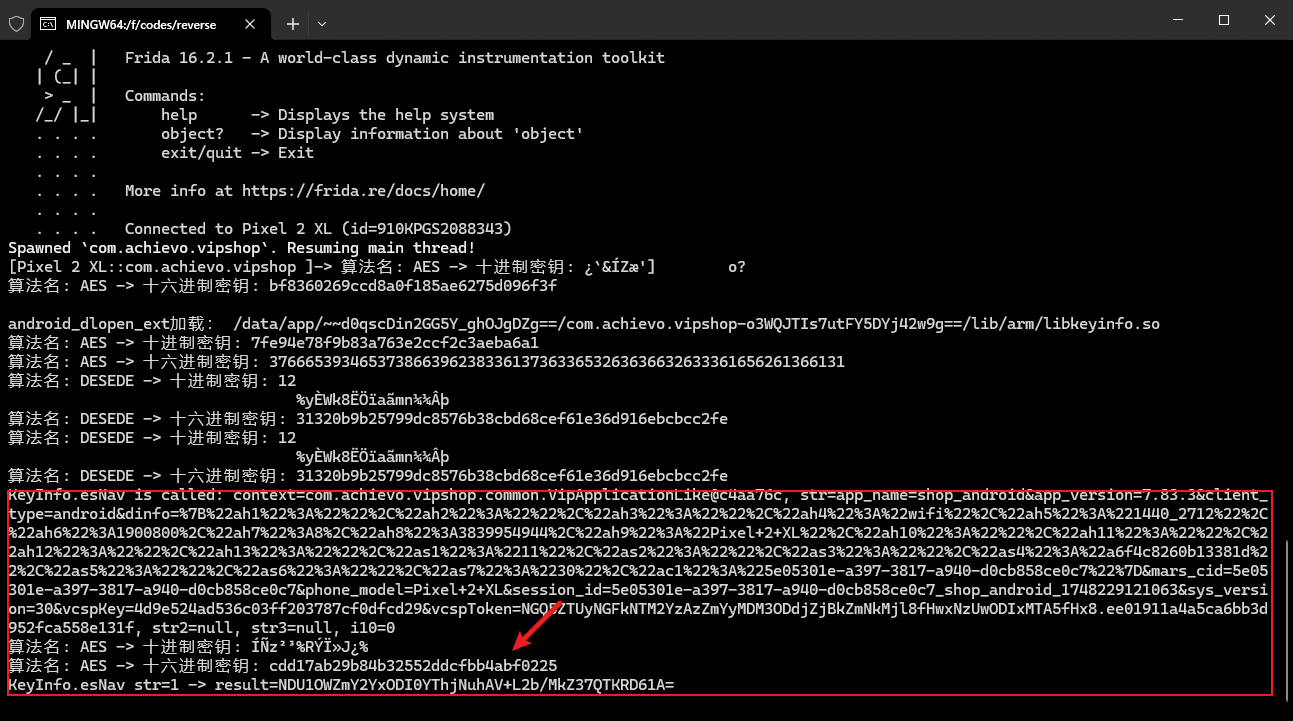 MINGW64:/f/codes/reverse
/ _  |   Frida 16.2.1 - A world-class dynamic instrumentation toolkit
| (_| |
> _  |   Commands:
/_/ |_|       help      -> Displays the help system
. . . .       object?   -> Display information about 'object'
. . . .       exit/quit -> Exit
. . . .
. . . .   More info at https://frida.re/docs/home/
. . . .
. . . .   Connected to Pixel 2 XL (id=910KPGS2088343)
Spawned `com.achievo.vipshop`. Resuming main thread!
[Pixel 2 XL::com.achievo.vipshop ]-> 算法名: AES -> 十进制密钥: ¿`&ÍZæ']        o?
算法名: AES -> 十六进制密钥: bf8360269ccd8a0f185ae6275d096f3f
android_dlopen_ext加载:  /data/app/~~d0qscDin2GG5Y_ghOJgDZg==/com.achievo.vipshop-o3WQJTIs7utFY5DYj42w9g==/lib/arm/libkeyinfo.so
算法名: AES -> 十进制密钥: 7fe94e78f9b83a763e2ccf2c3aeba6a1
算法名: AES -> 十六进制密钥: 3766653934653738663962383361373633653263636632633361656261366131
算法名: DESEDE -> 十进制密钥: 12
%yÈWk8ËÖïaãmn¾¾Âþ
算法名: DESEDE -> 十六进制密钥: 31320b9b25799dc8576b38cbd68cef61e36d916ebcbcc2fe
算法名: DESEDE -> 十进制密钥: 12
%yÈWk8ËÖïaãmn¾¾Âþ
算法名: DESEDE -> 十六进制密钥: 31320b9b25799dc8576b38cbd68cef61e36d916ebcbcc2fe
KeyInfo.esNav is called: context=com.achievo.vipshop.common.VipApplicationLike@c4aa76c, str=app_name=shop_android&app_version=7.83.3&client_
type=android&dinfo=%7B%22ah1%22%3A%22%22%2C%22ah2%22%3A%22%22%2C%22ah3%22%3A%22%22%2C%22ah4%22%3A%22wifi%22%2C%22ah5%22%3A%221440_2712%22%2C
%22ah6%22%3A1900800%2C%22ah7%22%3A8%2C%22ah8%22%3A3839954944%2C%22ah9%22%3A%22Pixel+2+XL%22%2C%22ah10%22%3A%22%22%2C%22ah11%22%3A%22%22%2C%22
ah12%22%3A%22%22%2C%22ah13%22%3A%22%22%2C%22as1%22%3A%2211%22%2C%22as2%22%3A%22%22%2C%22as3%22%3A%22%22%2C%22as4%22%3A%22a6f4c8260b13381d%2
2%2C%22as5%22%3A%22%22%2C%22as6%22%3A%22%22%2C%22as7%22%3A%2230%22%2C%22ac1%22%3A%225e05301e-a397-3817-a940-d0cb858ce0c7%22%7D&mars_cid=5e05
301e-a397-3817-a940-d0cb858ce0c7&phone_model=Pixel+2+XL&session_id=5e05301e-a397-3817-a940-d0cb858ce0c7_shop_android_1748229121063&sys_versi
on=30&vcspKey=4d9e524ad536c03ff203787cf0dfcd29&vcspToken=NGQ5ZTUyNGFkNTM2YzAzZmYyMDM3ODdjZjBkZmNkMjl8fHwxNzUwODIxMTA5fHx8.ee01911a4a5ca6bb3d
952fca558e131f, str2=null, str3=null, i10=0
算法名: AES -> 十进制密钥: ÍÑz²³%RÝÏ»J¿%
算法名: AES -> 十六进制密钥: cdd17ab29b84b32552ddcfbb4abf0225
KeyInfo.esNav str=1 -> result=NDU1OWZmY2YxODI0YThjNuhAV+L2b/MkZ37QTKRD61A=